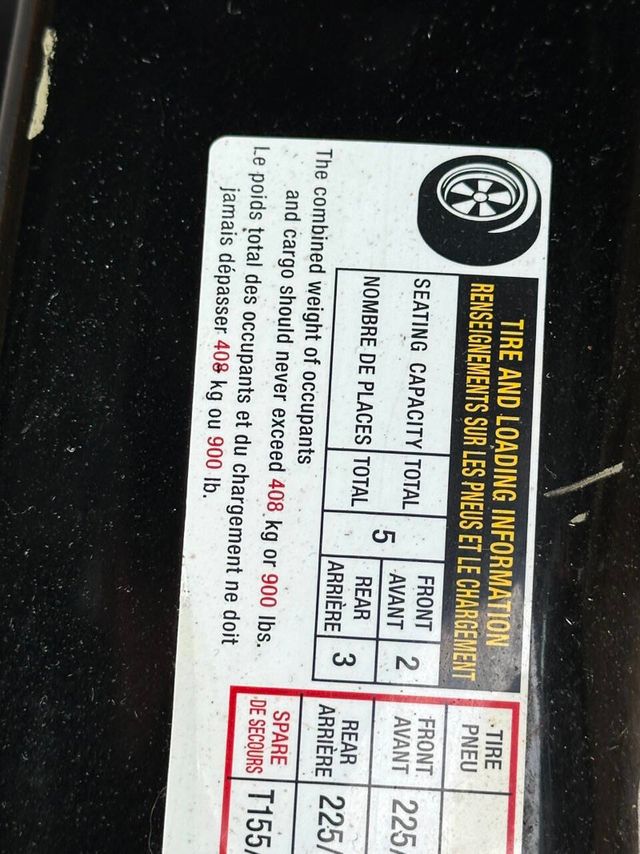 TIRE AND LOADING INFORMATION
RENSEIGNEMENTS SUR LES PNEUS ET LE CHARGEMENT
SEATING CAPACITY TOTAL
NOMBRE DE PLACES TOTAL
5
FRONT
AVANT
2
REAR
ARRIÈRE
3
The combined weight of occupants
and cargo should never exceed 408 kg or 900 lbs.
Le poids total des occupants et du chargement ne doit
jamais dépasser 408 kg ou 900 lb.
TIRE
PNEU
FRONT
AVANT
225/
REAR
ARRIÈRE
225/
SPARE
DE SECOURS
T155/